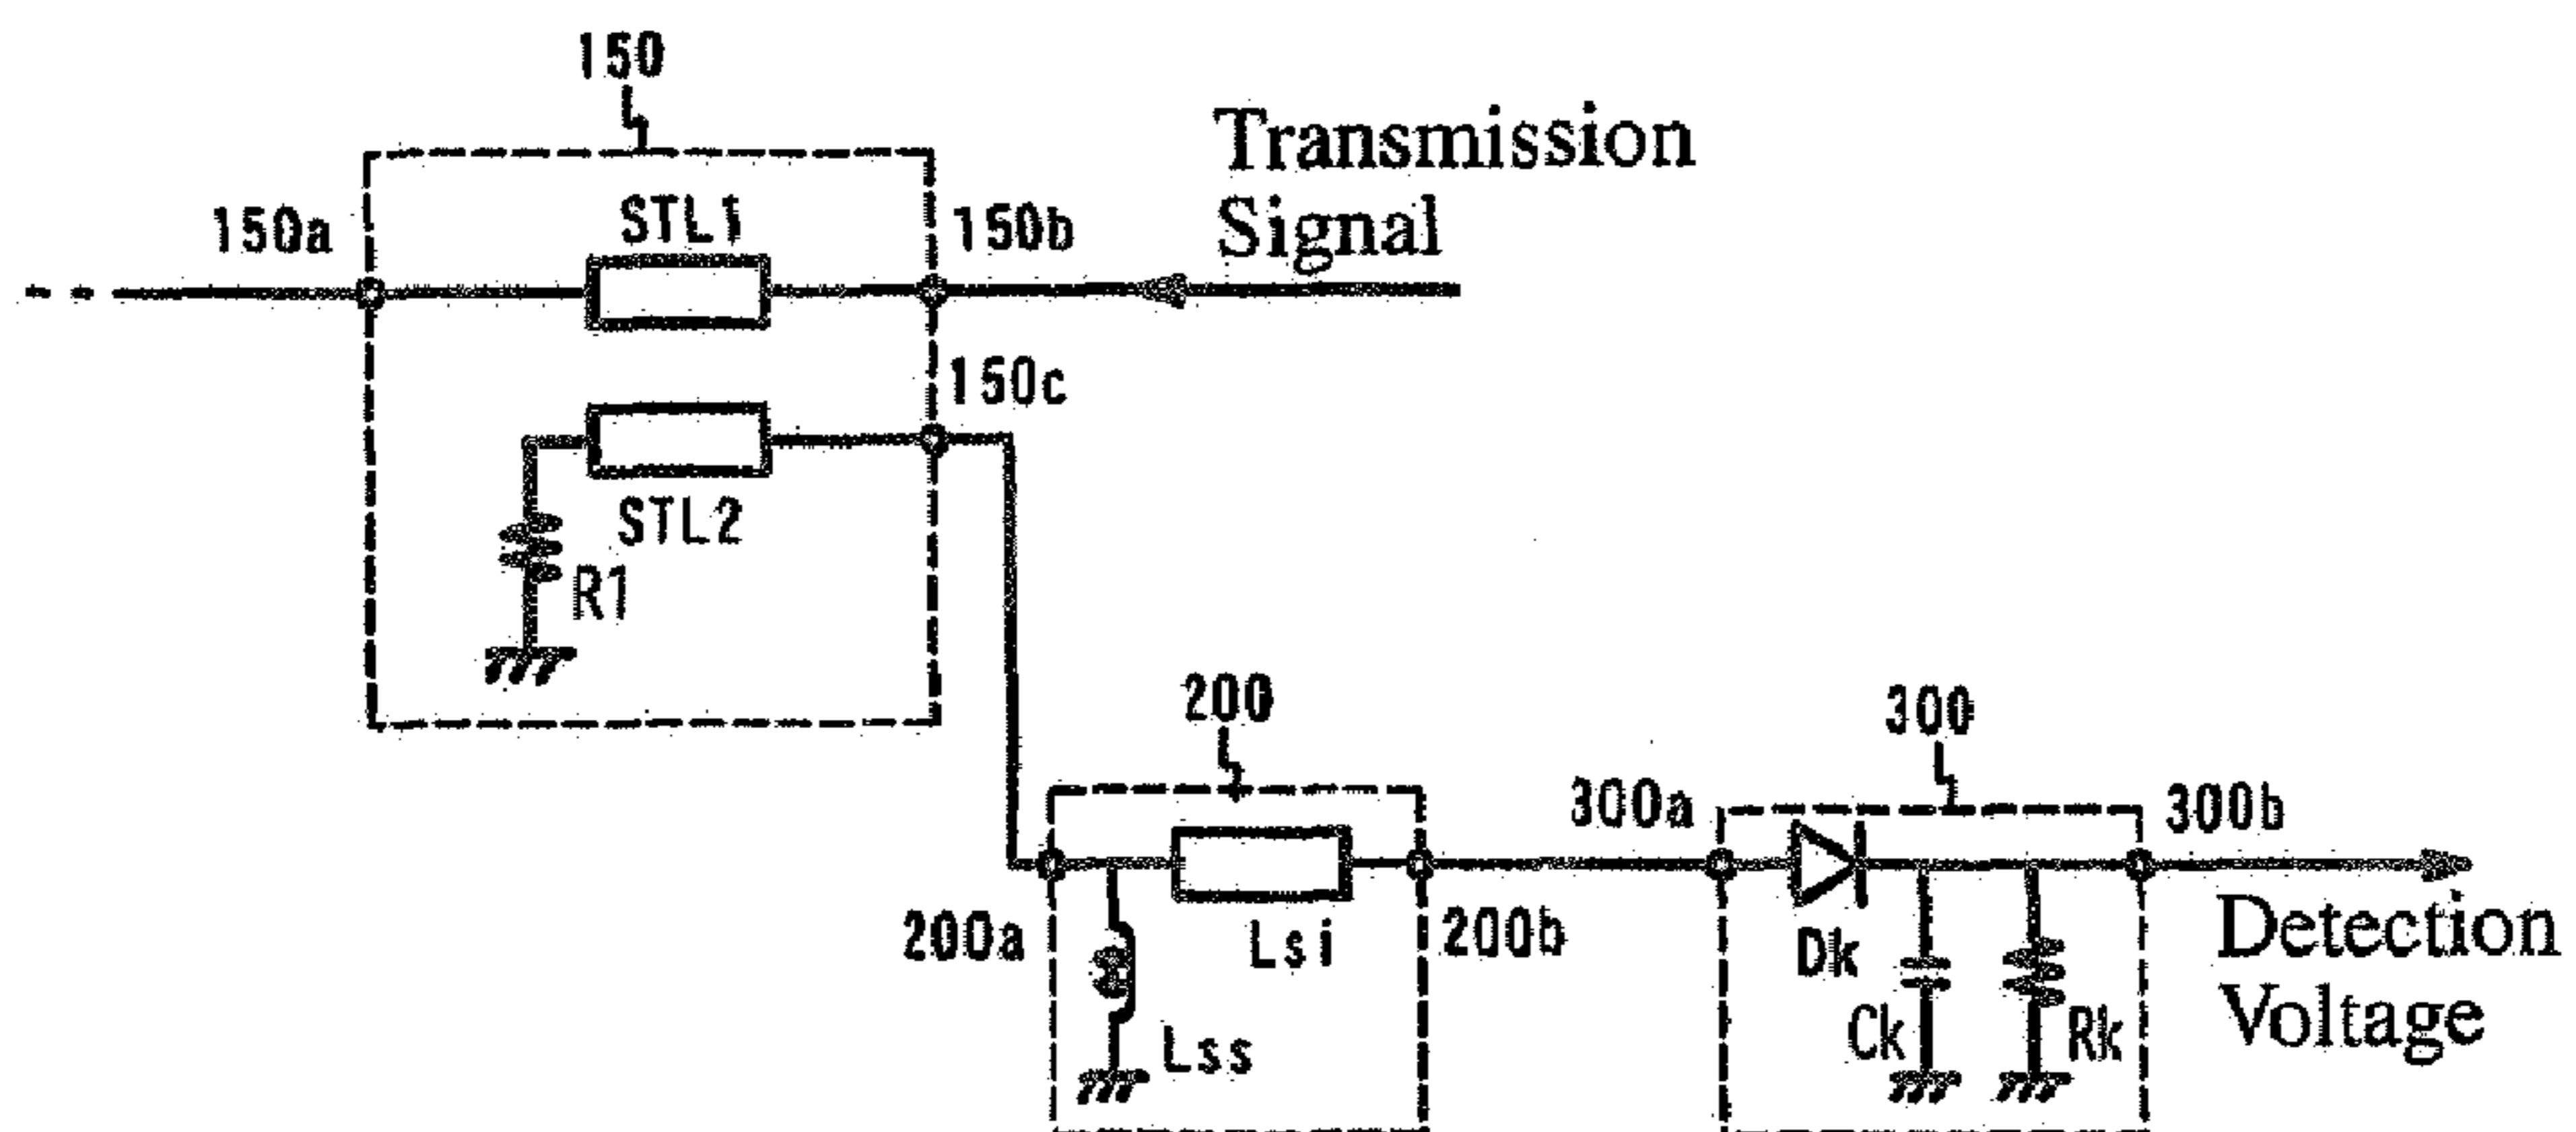 150
Transmission
Signal
150a
STL1
150b
150c
STL2
R1
200
300
300a
300b
200a
Lsi
200b
Dk
Detection
Voltage
Lss
Ck
Rk